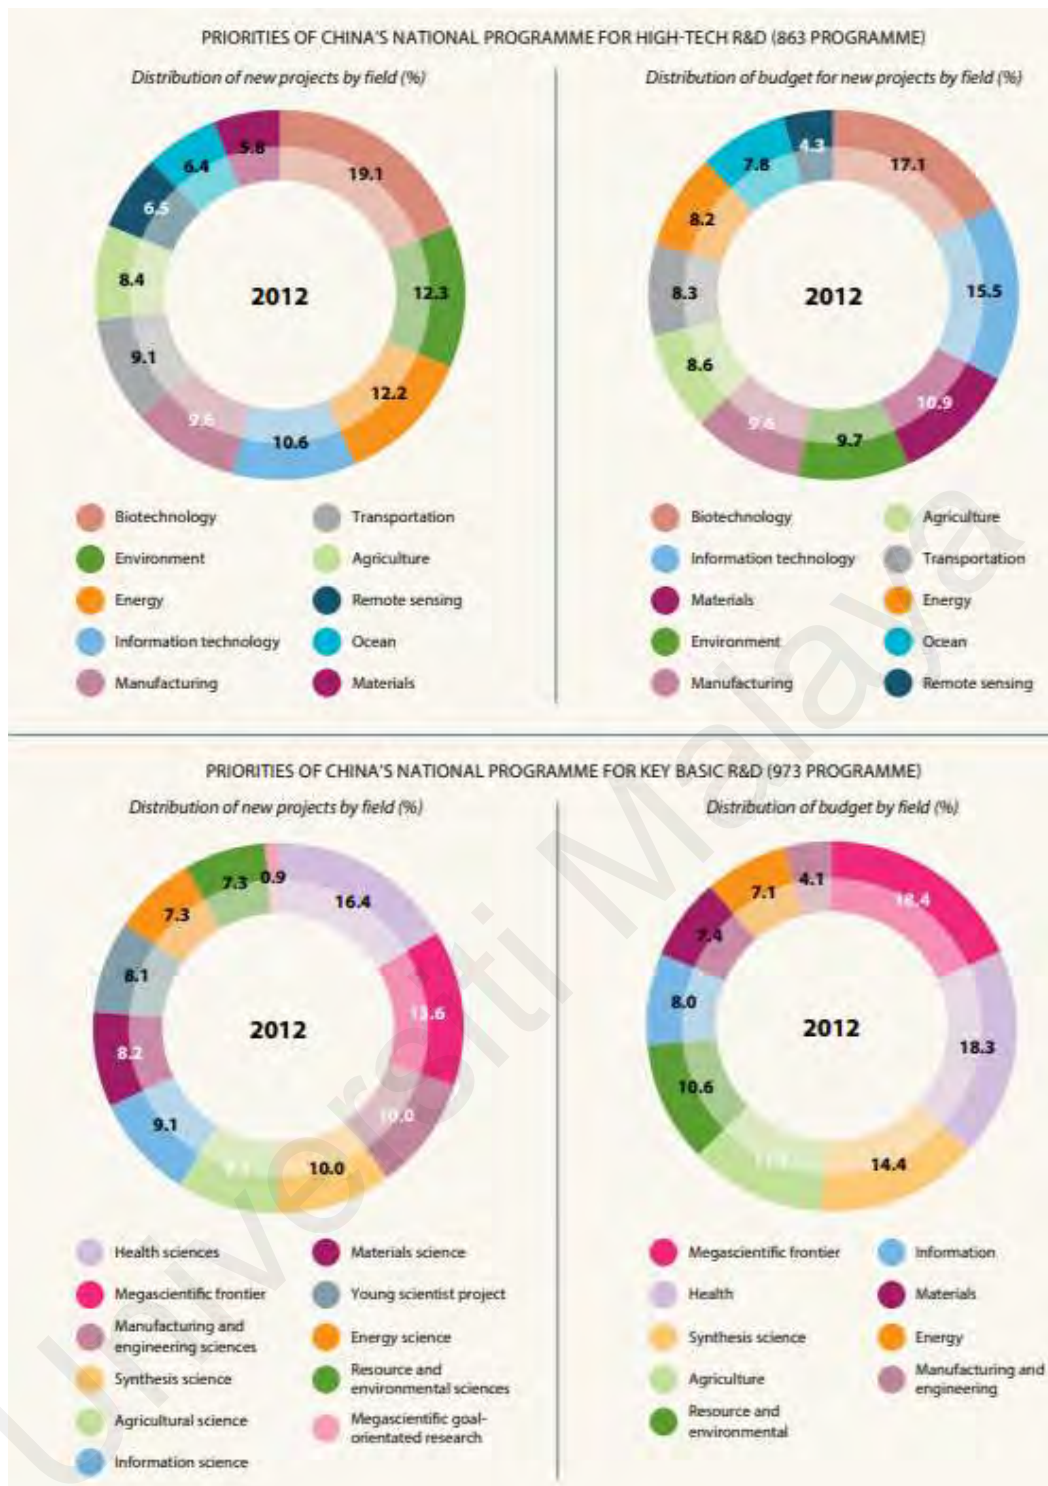 PRIORITIES OF CHINA'S NATIONAL PROGRAMME FOR HIGH-TECH R&D (863 PROGRAMME)
Distribution of new projects by field (%)
5.8
6.4
19.1
6.5
8.4
12.3
2012
9.1
12.2
9.6
10.6
Biotechnology
Environment
Energy
Information technology
Manufacturing
Transportation
Agriculture
Remote sensing
Ocean
Materials
Distribution of budget for new projects by field (%)
4.3
7.8
17.1
8.2
8.3
2012
15.5
8.6
10.9
9.6
9.7
Biotechnology
Information technology
Materials
Environment
Manufacturing
Agriculture
Transportation
Energy
Ocean
Remote sensing
PRIORITIES OF CHINA'S NATIONAL PROGRAMME FOR KEY BASIC R&D (973 PROGRAMME)
Distribution of new projects by field (%)
7.3
0.9
16.4
7.3
8.1
13.6
2012
8.2
9.1
10.0
10.0
Health sciences
Megascientific frontier
Manufacturing and
engineering sciences
Synthesis science
Agricultural science
Information science
Materials science
Young scientist project
Energy science
Resource and
environmental sciences
Megascientific goal-
orientated research
Distribution of budget by field (%)
4.1
7.1
18.4
7.4
8.0
2012
18.3
10.6
14.4
Megascientific frontier
Health
Synthesis science
Agriculture
Resource and
environmental
Information
Materials
Energy
Manufacturing and
engineering
Universiti Malaya